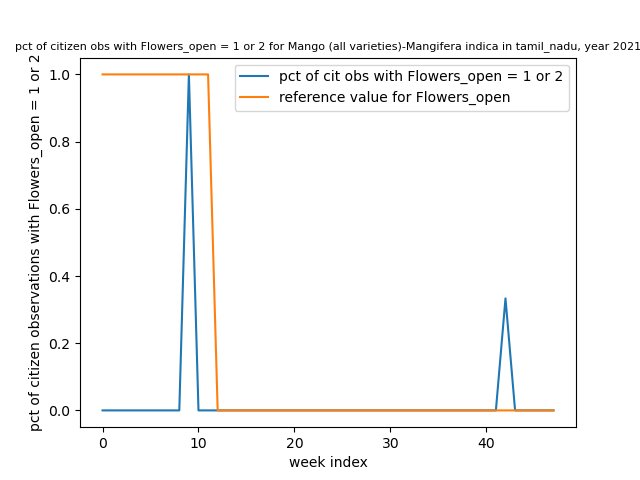 pct of citizen obs with Flowers_open = 1 or 2 for Mango (all varieties)-Mangifera indica in tamil_nadu, year 2021
pct of citizen observations with Flowers_open = 1 or 2
1.0
0.8
0.6
0.4
0.2
0.0
pct of cit obs with Flowers_open = 1 or 2
reference value for Flowers_open
0 10 20 30 40
week index